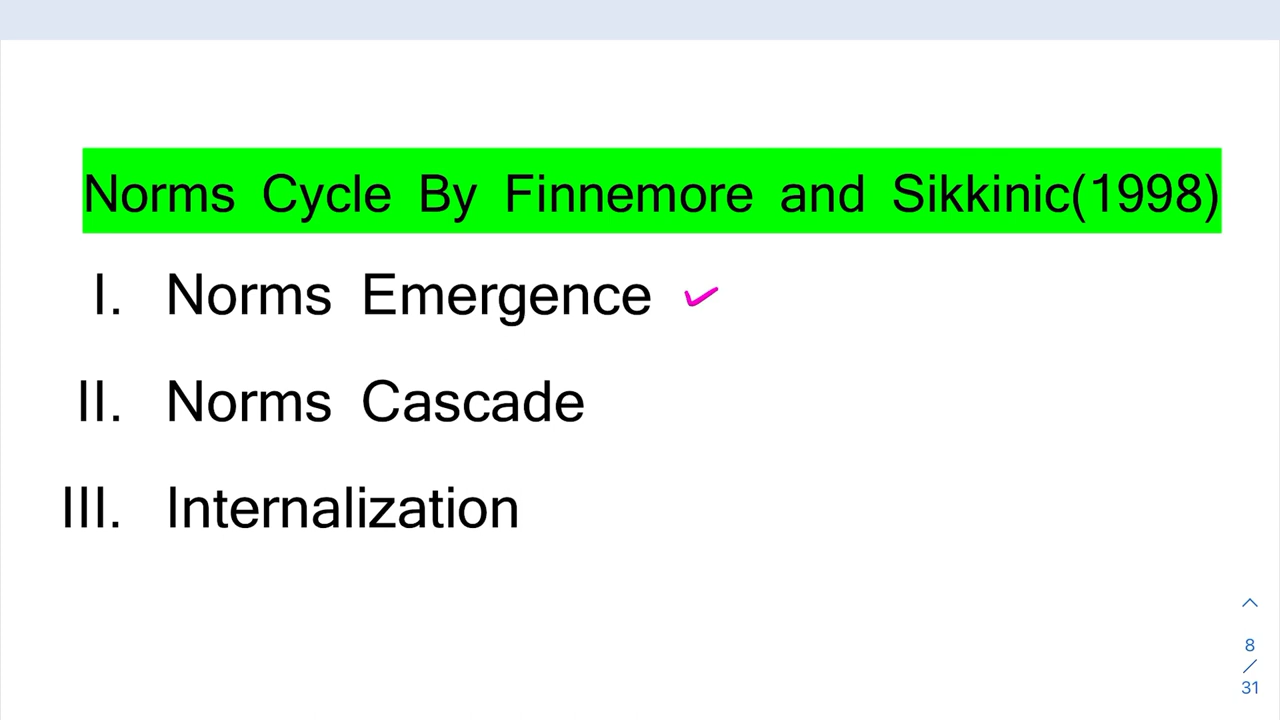 Norms Cycle By Finnemore and Sikkinic(1998)
I. Norms Emergence
II. Norms Cascade
III. Internalization
8
/
31